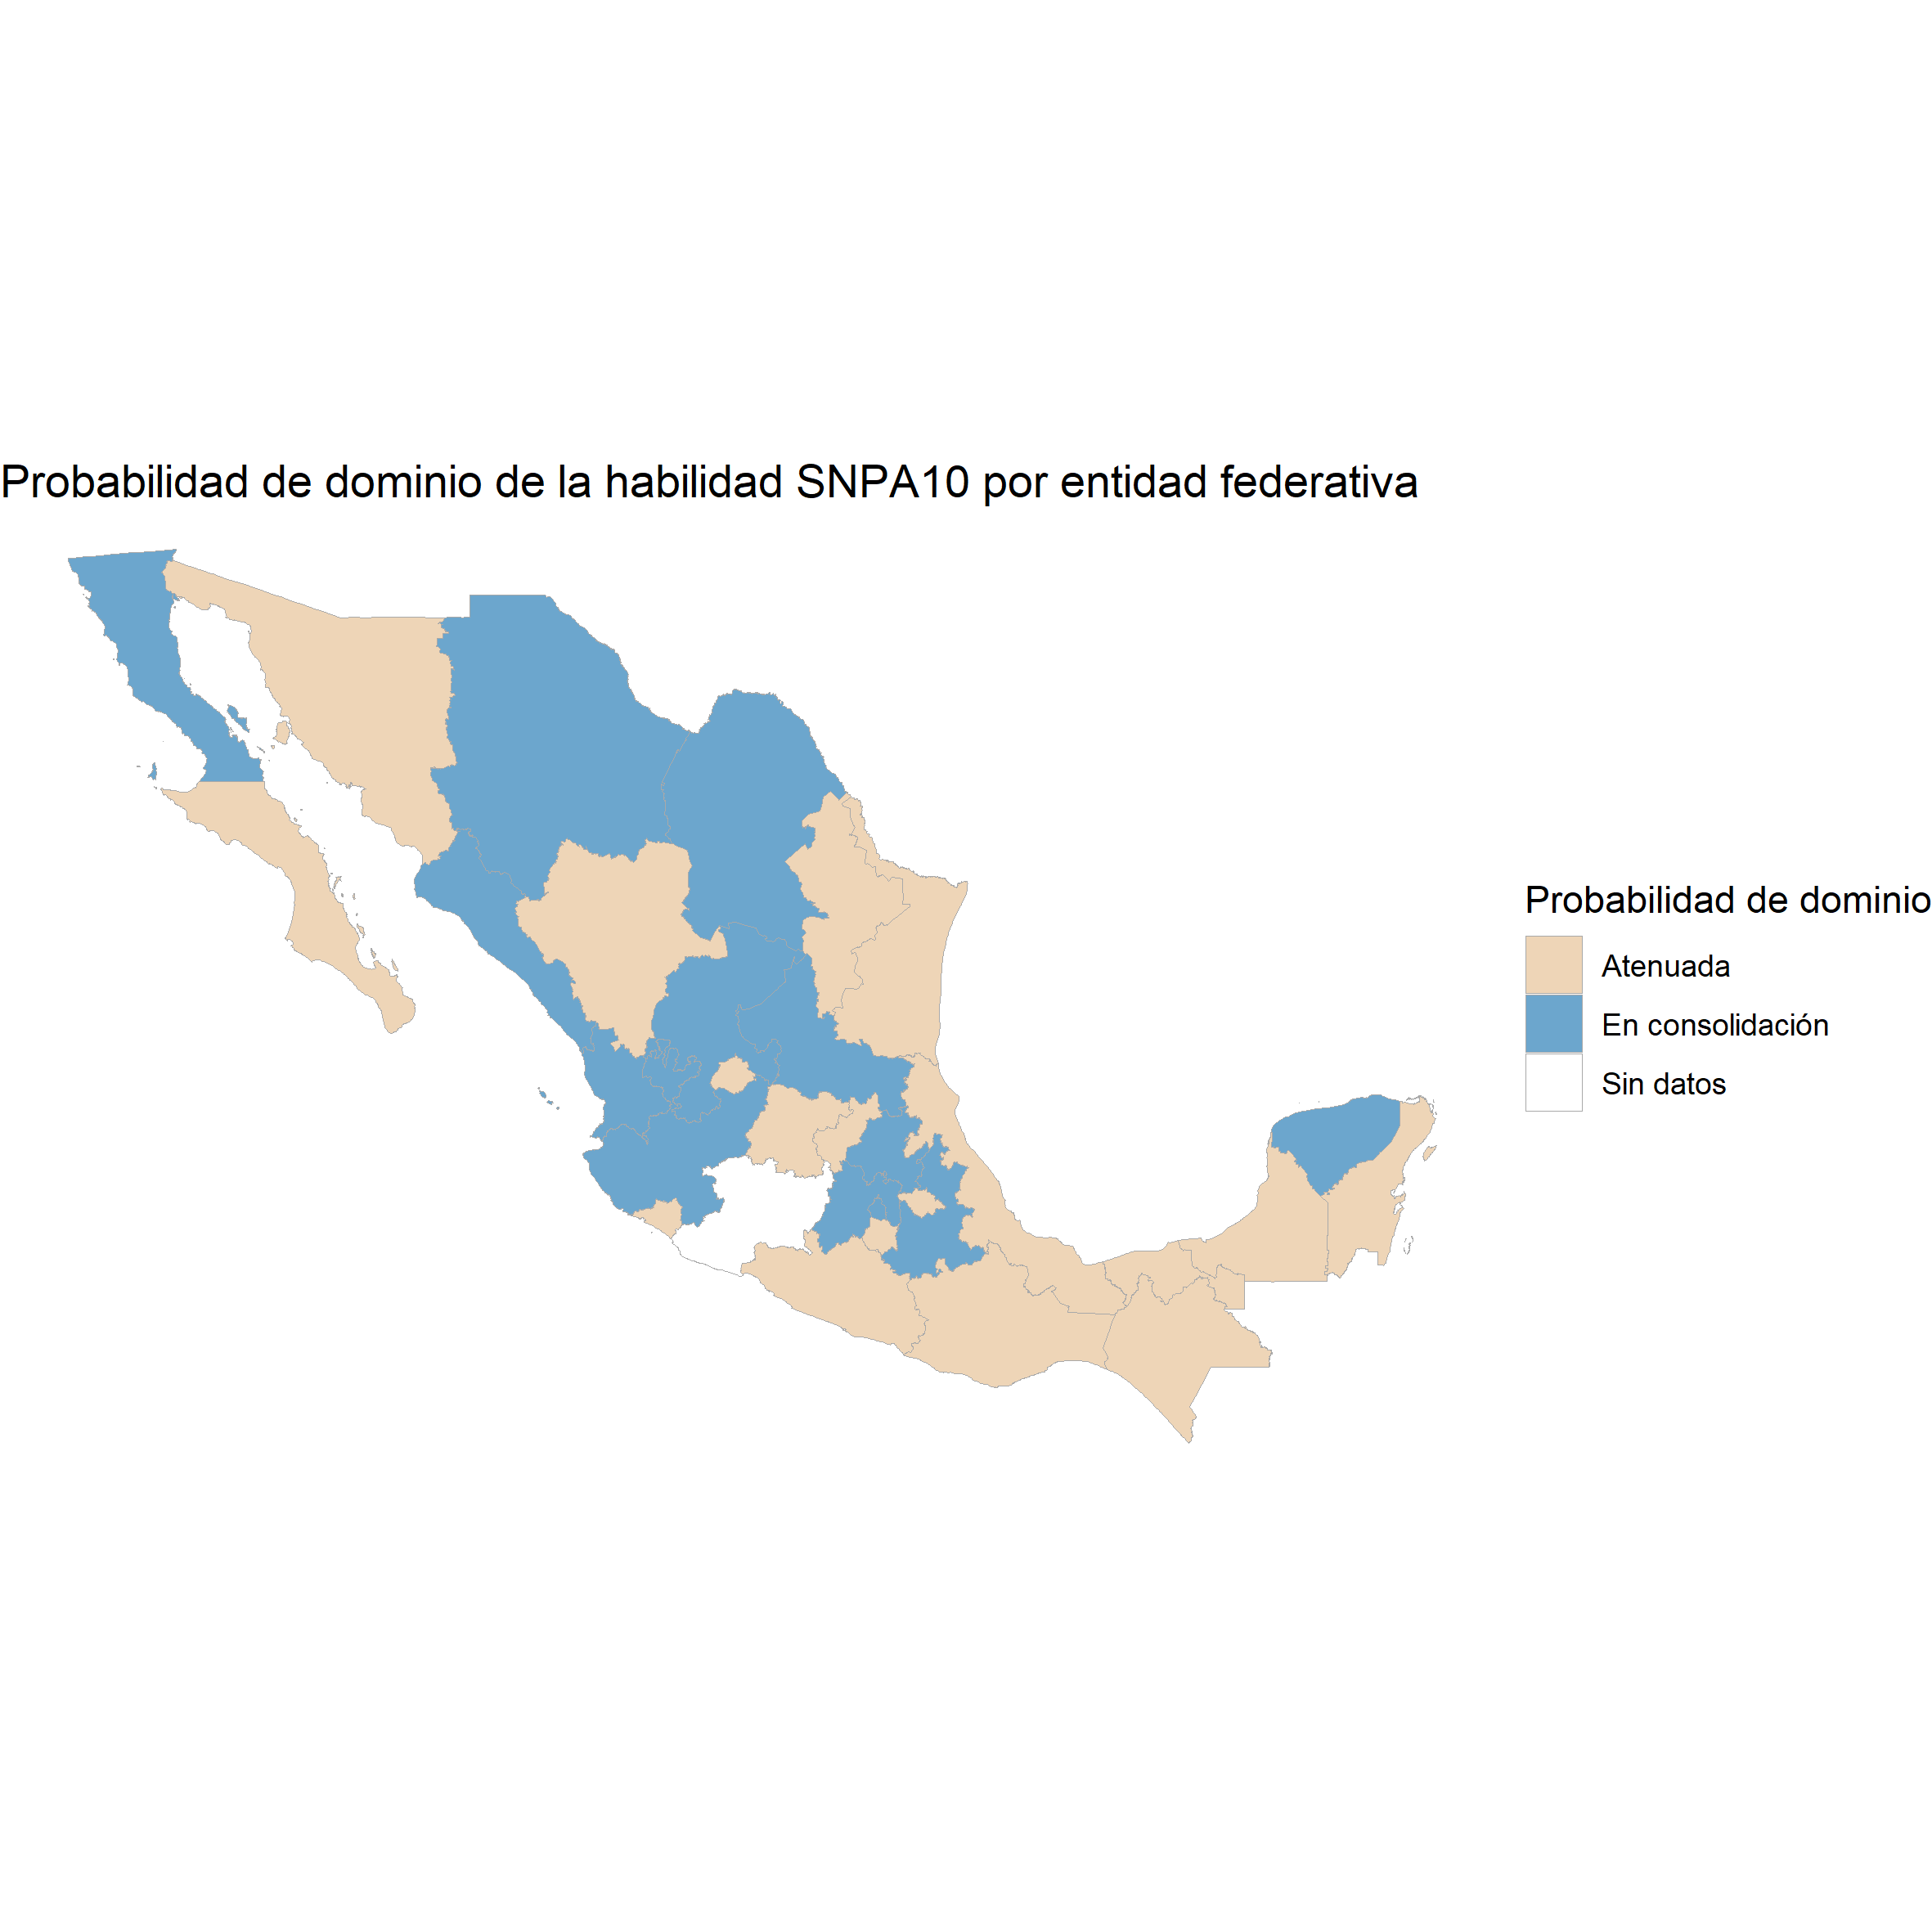 Probabilidad de dominio de la habilidad SNPA10 por entidad federativa
Probabilidad de dominio
Atenuada
En consolidación
Sin datos